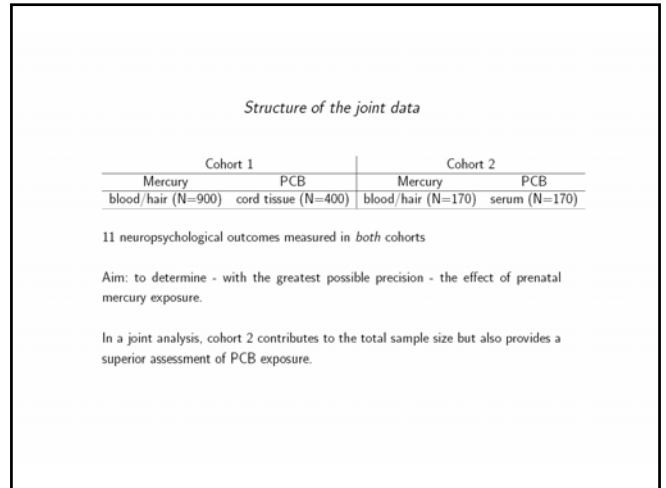 Structure of the joint data
Cohort 1 Cohort 2
Mercury PCB Mercury PCB
blood/hair (N=900) cord tissue (N=400) blood/hair (N=170) serum (N=170)
11 neuropsychological outcomes measured in both cohorts
Aim: to determine - with the greatest possible precision - the effect of prenatal
mercury exposure.
In a joint analysis, cohort 2 contributes to the total sample size but also provides a
superior assessment of PCB exposure.